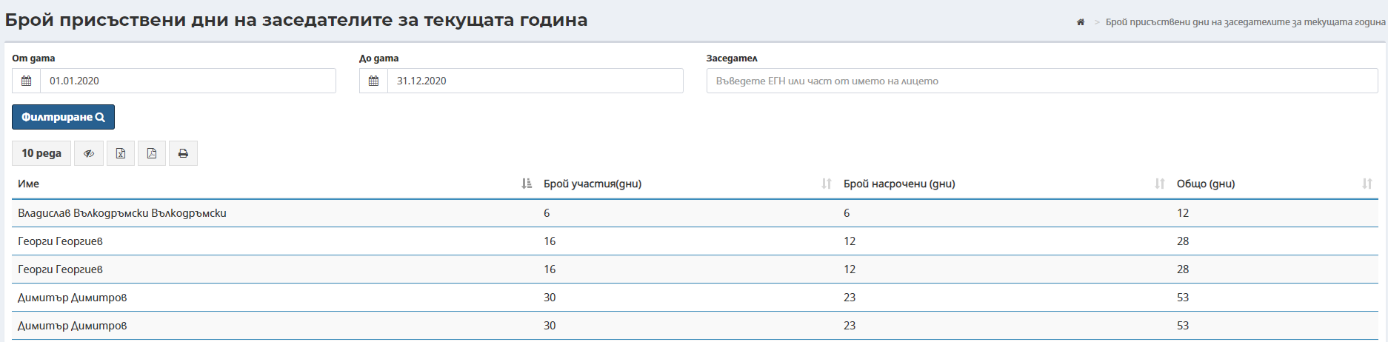 Брой присъствени дни на заседателите за текущата година
> Брой присъствени дни на заседателите за текущата година
От дата До дата Заседател
01.01.2020 31.12.2020 Въведете ЕГН или част от името на лицето
Филтриране
10 реда
Име Брой участия(дни) Брой насрочени (дни) Общо (дни)
Владислав Вълкодръмски Вълкодръмски 6 6 12
Георги Георгиев 16 12 28
Георги Георгиев 16 12 28
Димитър Димитров 30 23 53
Димитър Димитров 30 23 53